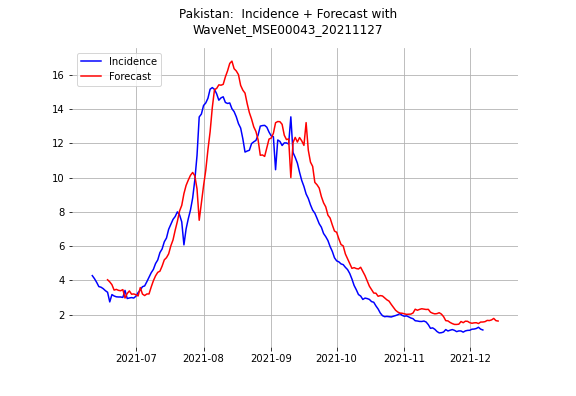 Pakistan:  Incidence + Forecast with
WaveNet_MSE00043_20211127
Incidence
Forecast
16
14
12
10
8
6
4
2
2021-07 2021-08 2021-09 2021-10 2021-11 2021-12